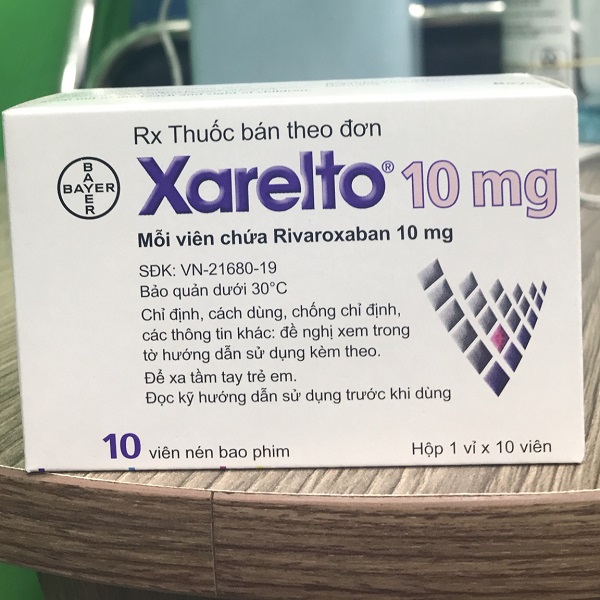 Rx Thuốc bán theo đơn
BAYER
BAYER
Xarelto® 10 mg
Mỗi viên chứa Rivaroxaban 10 mg
SĐK: VN-21680-19
Bảo quản dưới 30°C
Chỉ định, cách dùng, chống chỉ định,
các thông tin khác: đề nghị xem trong
tờ hướng dẫn sử dụng kèm theo.
Để xa tầm tay trẻ em.
Đọc kỹ hướng dẫn sử dụng trước khi dùng
10 viên nén bao phim
Hộp 1 vỉ x 10 viên